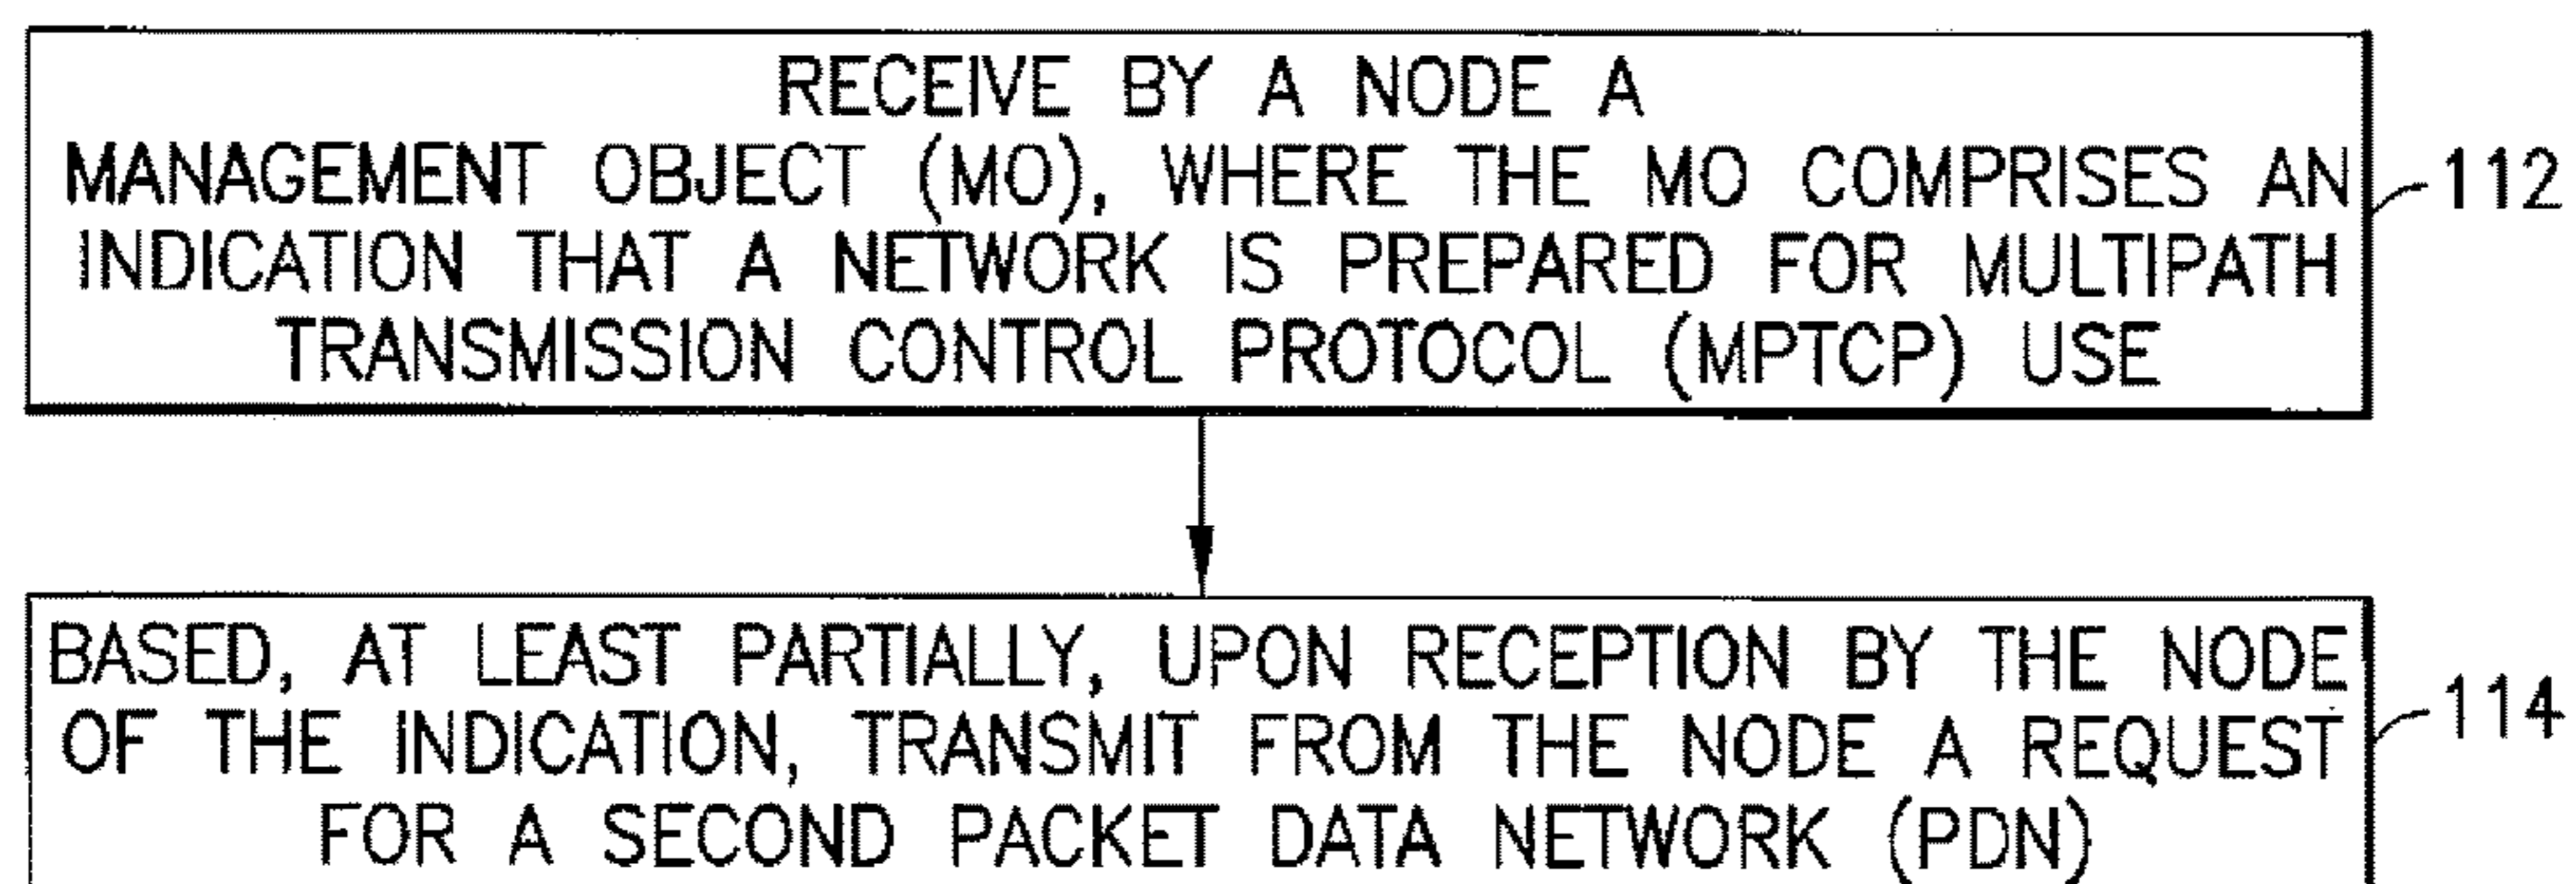 RECEIVE BY A NODE A
MANAGEMENT OBJECT (MO), WHERE THE MO COMPRISES AN
INDICATION THAT A NETWORK IS PREPARED FOR MULTIPATH
TRANSMISSION CONTROL PROTOCOL (MPTCP) USE
112
BASED, AT LEAST PARTIALLY, UPON RECEPTION BY THE NODE
OF THE INDICATION, TRANSMIT FROM THE NODE A REQUEST
FOR A SECOND PACKET DATA NETWORK (PDN)
114